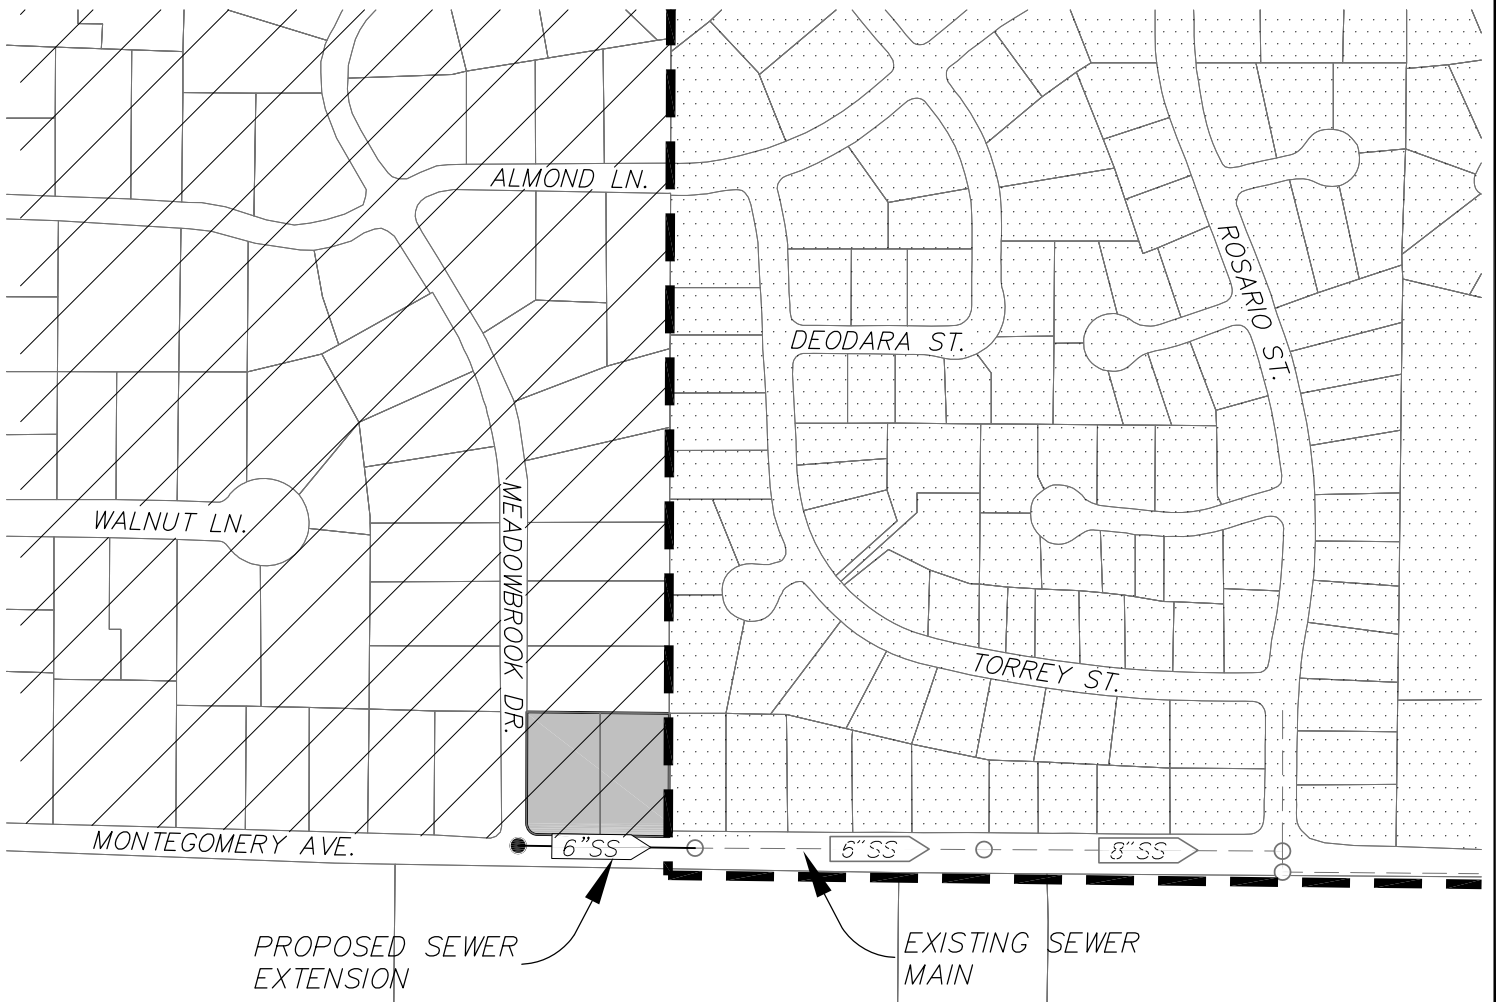 ALMOND LN.
ROSARIO ST.
DEODARA ST.
WALNUT LN.
MEADOWBROOK DR.
TORREY ST.
MONTGOMERY AVE.
6"SS
6"SS
8"SS
PROPOSED SEWER
EXTENSION
EXISTING SEWER
MAIN